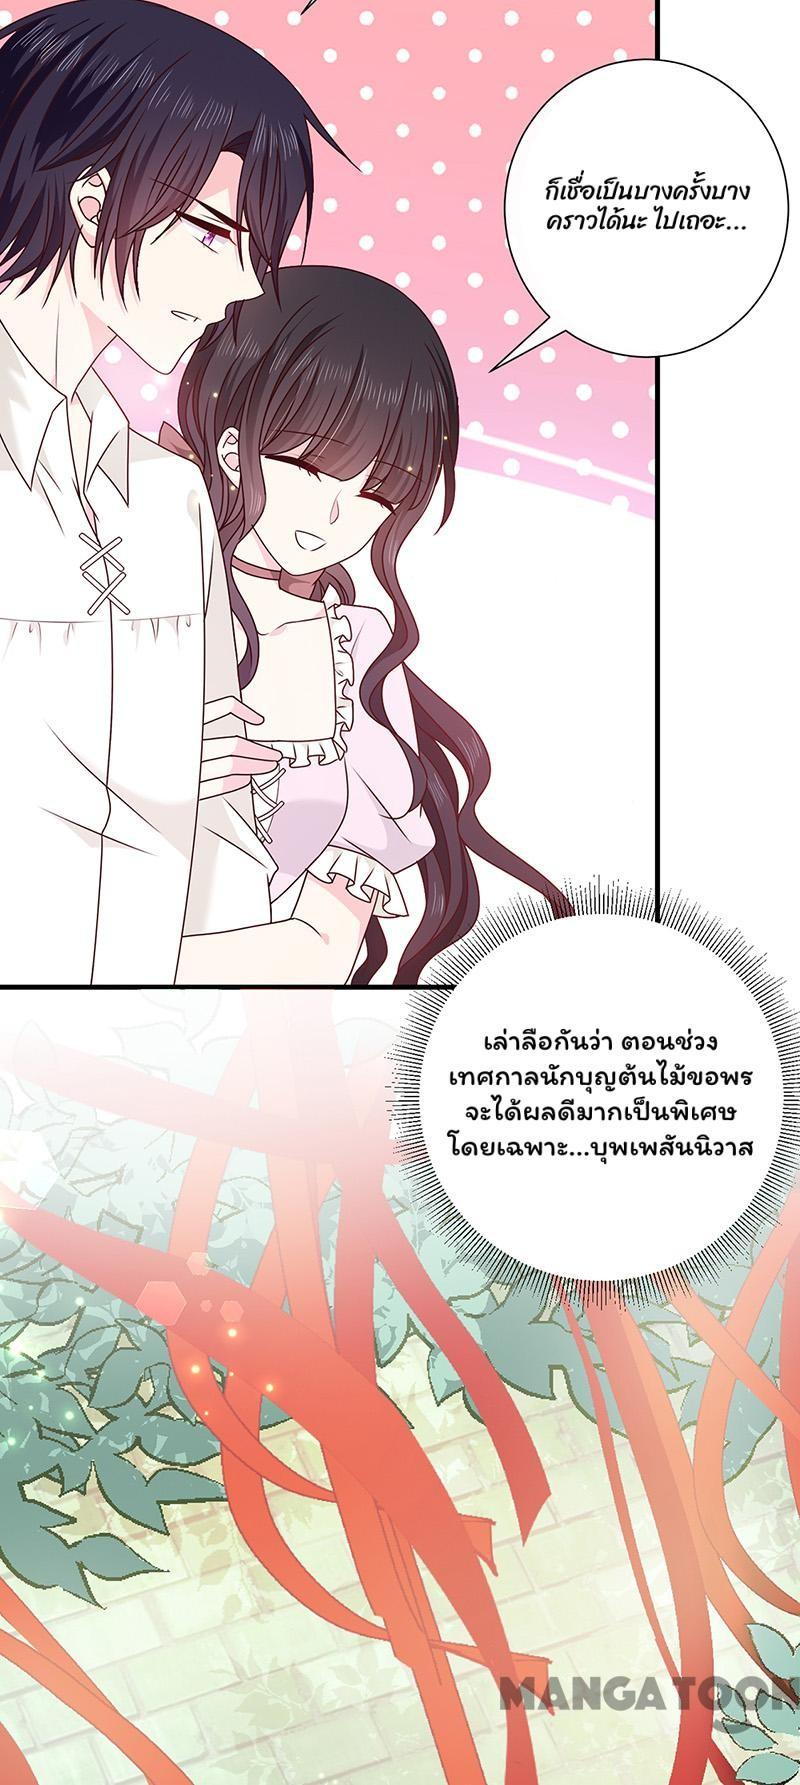 ก็เชื่อเป็นบางครั้งบาง
คราวได้นะ ไปเถอะ...
เล่าลือกันว่า ตอนช่วง
เทศกาลนักบุญต้นไม้ขอพร
จะได้ผลดีมากเป็นพิเศษ
โดยเฉพาะ...บุพเพสันนิวาส
MANGATOON